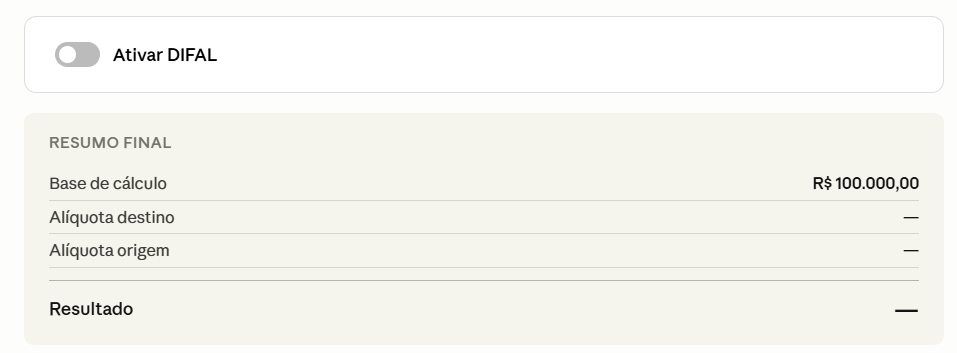 Ativar DIFAL
RESUMO FINAL
Base de cálculo R$ 100.000,00
Alíquota destino —
Alíquota origem —
Resultado —